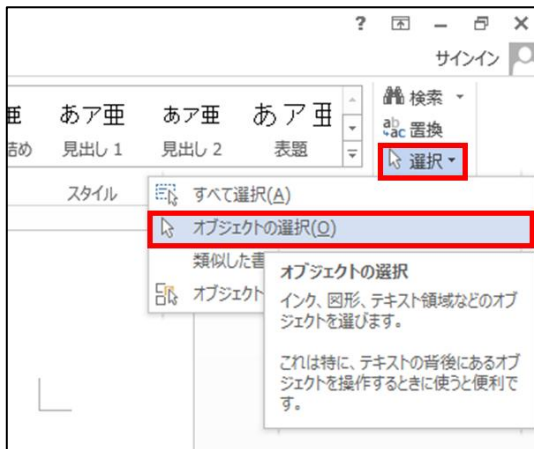 ?
サインイン
あア亜 あア亜 あア亜
検索
置換
選択
見出し 1 見出し 2 表題
スタイル
すべて選択(A)
オブジェクトの選択(O)
類似した書
オブジェクト
オブジェクトの選択
インク、図形、テキスト領域などのオブ
ジェクトを選びます。
これは特に、テキストの背後にあるオブ
ジェクトを操作するときに使うと便利で
す。